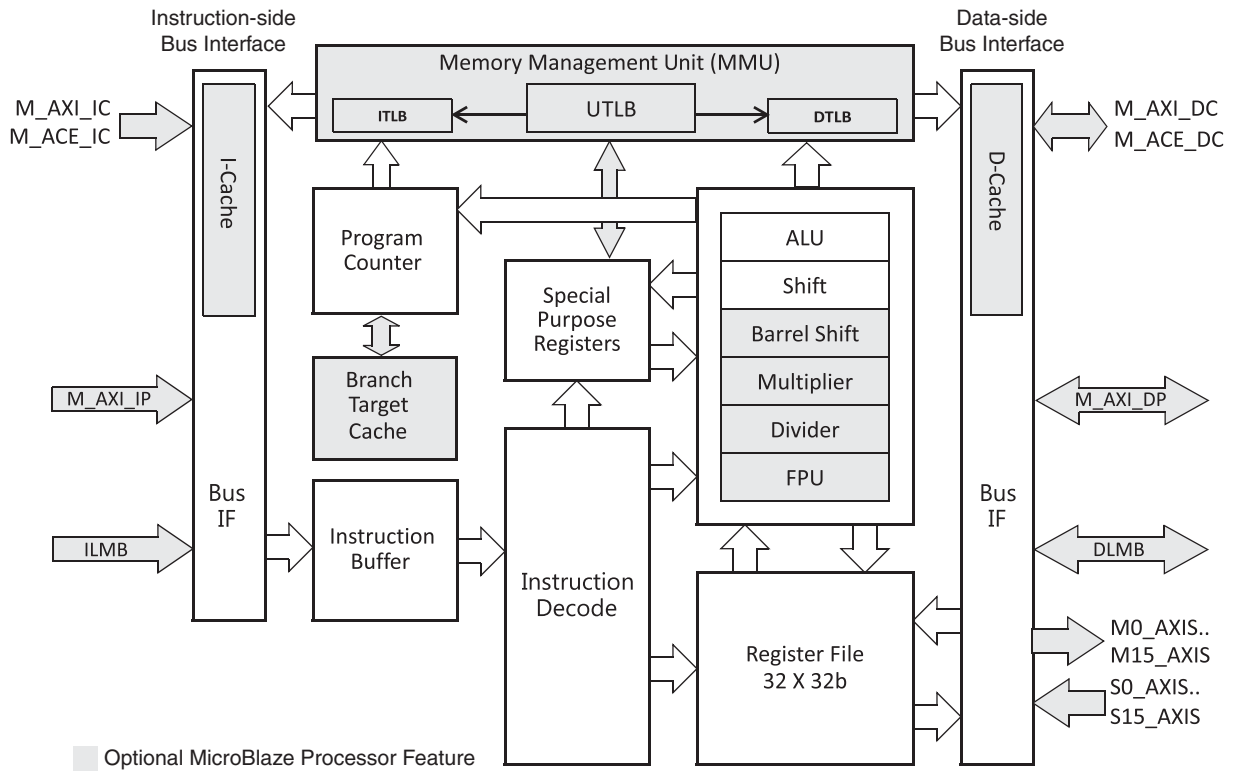 Instruction-side
Bus Interface
Data-side
Bus Interface
Memory Management Unit (MMU)
ITLB
UTLB
DTLB
M_AXI_IC
M_ACE_IC
I-Cache
D-Cache
M_AXI_DC
M_ACE_DC
Program
Counter
Special
Purpose
Registers
ALU
Shift
Barrel Shift
Multiplier
Divider
FPU
Branch
Target
Cache
M_AXI_IP
M_AXI_DP
Bus
IF
Bus
IF
ILMB
Instruction
Buffer
Instruction
Decode
DLMB
Register File
32 X 32b
M0_AXIS..
M15_AXIS
S0_AXIS..
S15_AXIS
Optional MicroBlaze Processor Feature